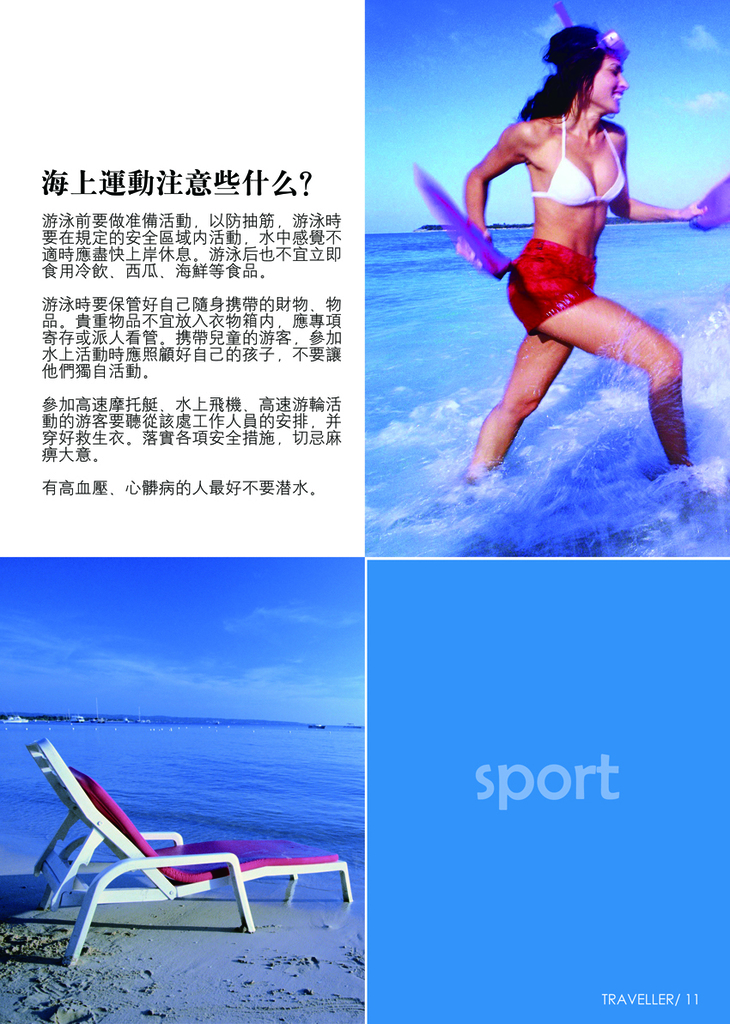 海上運動注意些什么？
游泳前要做准備活動，以防抽筋，游泳時
要在規定的安全區域内活動，水中感覺不
適時應盡快上岸休息。游泳后也不宜立即
食用冷飲、西瓜、海鮮等食品。
游泳時要保管好自己隨身携帶的財物、物
品。貴重物品不宜放入衣物箱内，應專項
寄存或派人看管。携帶兒童的游客，參加
水上活動時應照顧好自己的孩子，不要讓
他們獨自活動。
參加高速摩托艇、水上飛機、高速游輪活
動的游客要聽從該處工作人員的安排，并
穿好救生衣。落實各項安全措施，切忌麻
痹大意。
有高血壓、心髒病的人最好不要潜水。
sport
TRAVELLER/ 11